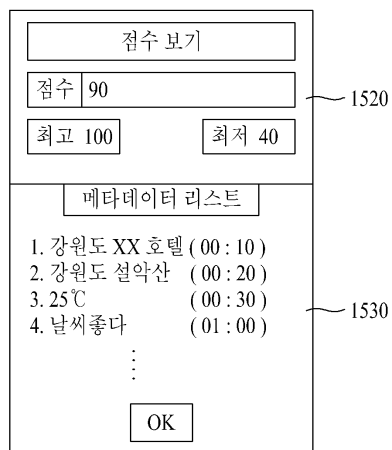 점수 보기
점수 90
1520
최고 100 최저 40
메타데이터 리스트
1. 강원도 XX 호텔 ( 00 : 10 )
2. 강원도 설악산 ( 00 : 20 )
3. 25℃ ( 00 : 30 )
4. 날씨좋다 ( 01 : 00 )
1530
OK